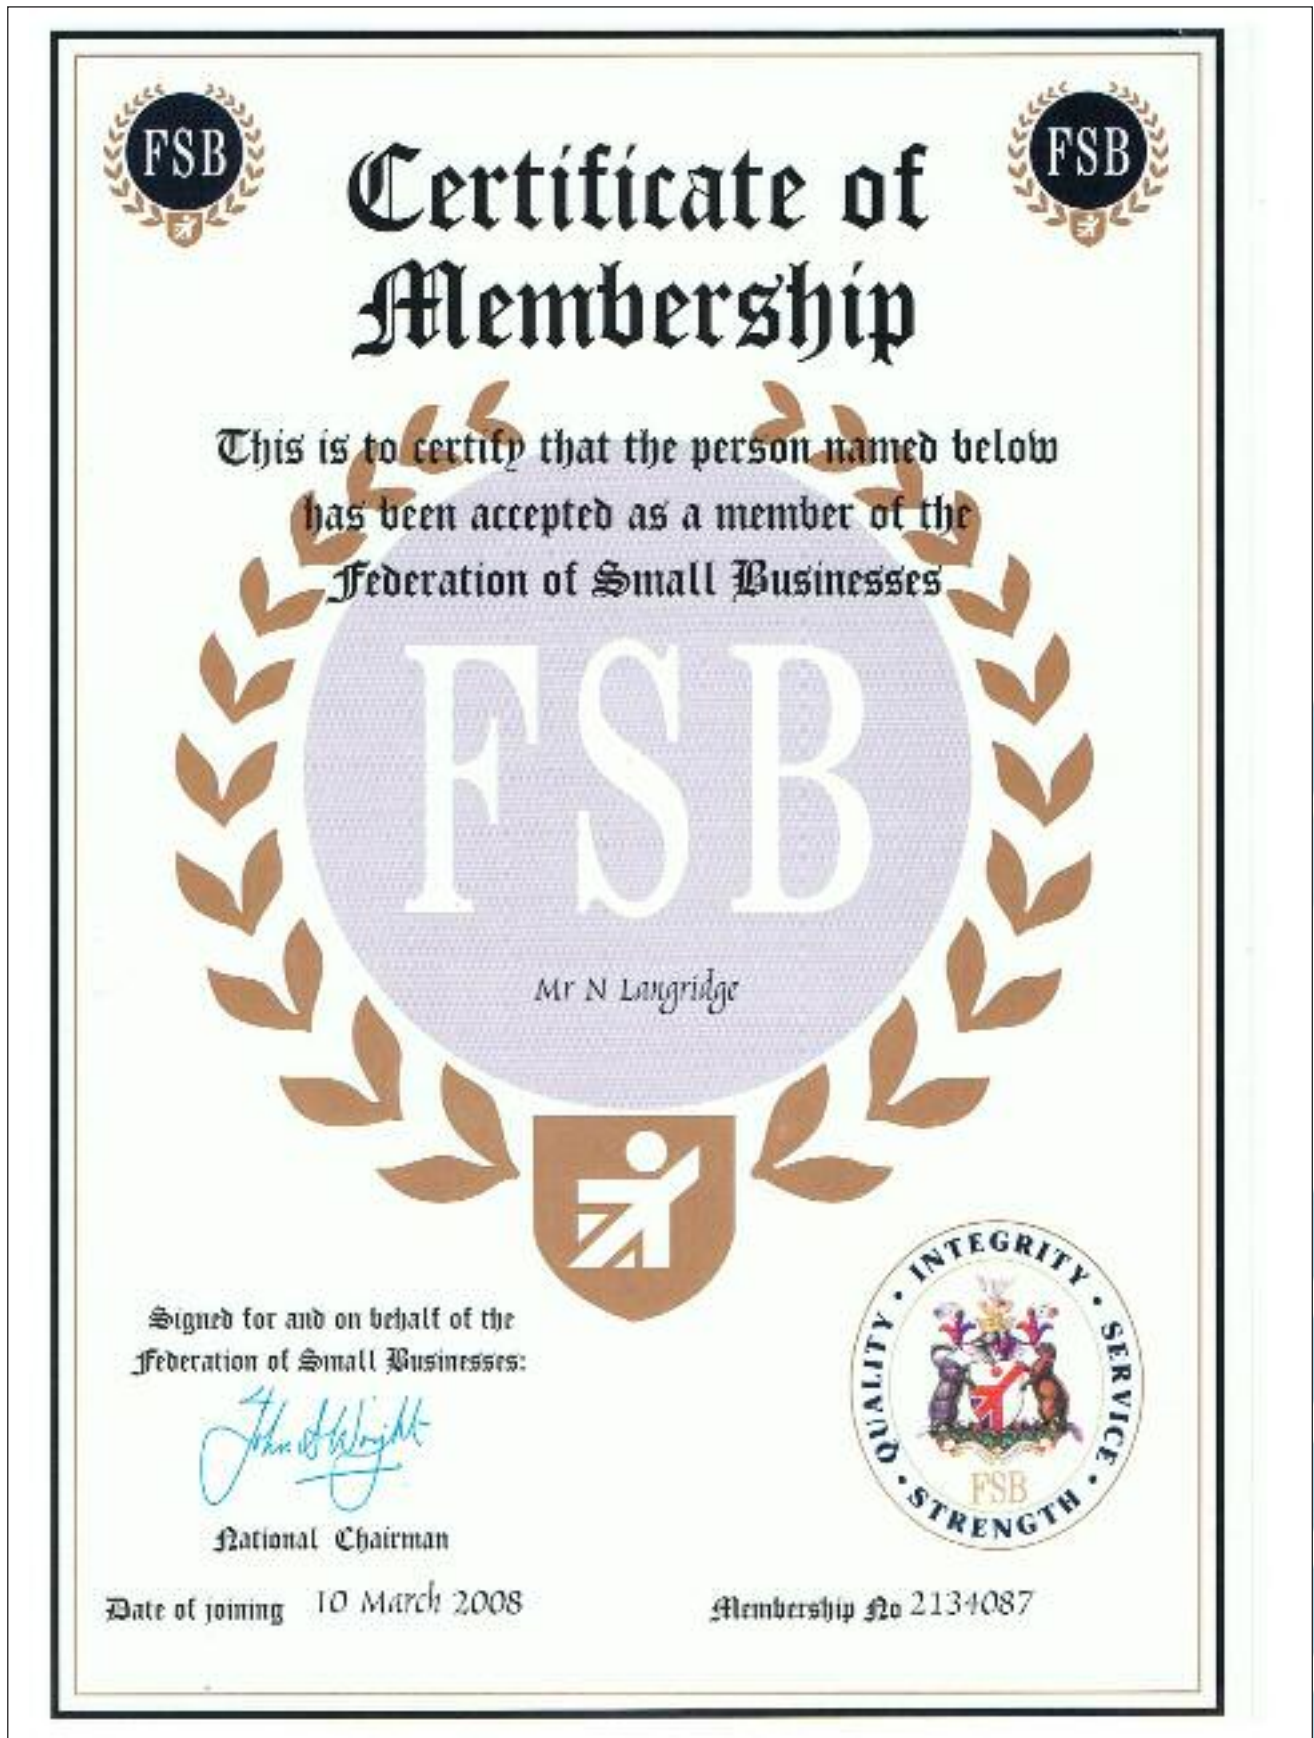 FSB
FSB
Certificate of
Membership
This is to certify that the person named below
has been accepted as a member of the
Federation of Small Businesses
FSB
Mr N Langridge
Signed for and on behalf of the
Federation of Small Businesses:
John S Wright
National Chairman
QUALITY · INTEGRITY · SERVICE · STRENGTH ·
FSB
Date of joining 10 March 2008
Membership No 2134087